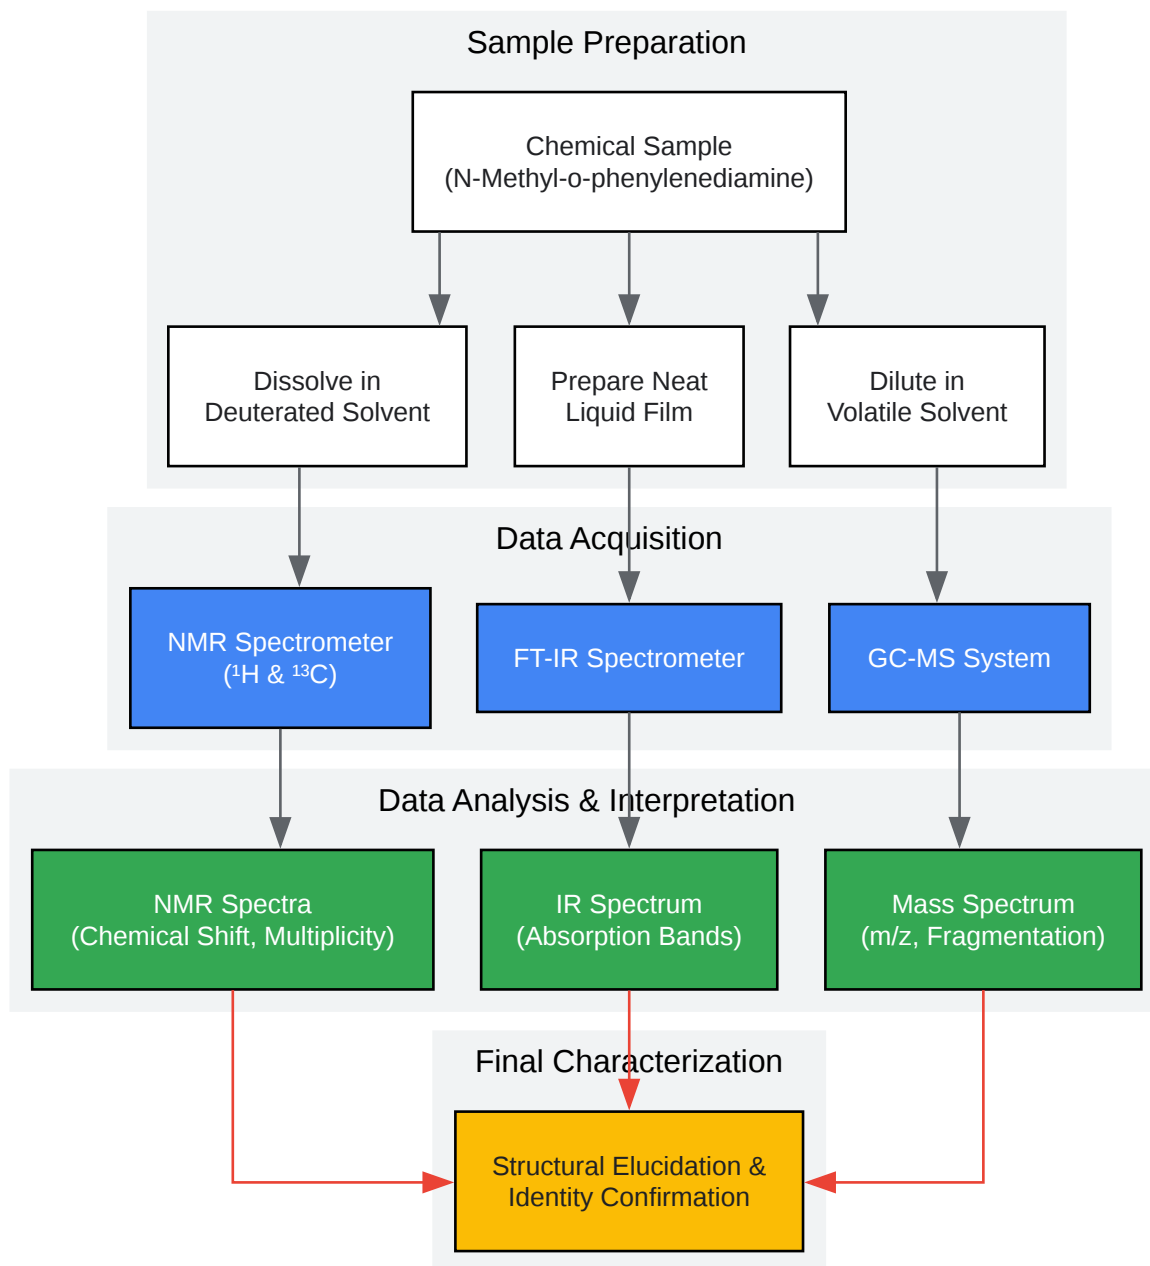 Sample Preparation
Chemical Sample
(N-Methyl-o-phenylenediamine)
Dissolve in
Deuterated Solvent
Prepare Neat
Liquid Film
Dilute in
Volatile Solvent
Data Acquisition
NMR Spectrometer
(¹H & ¹³C)
FT-IR Spectrometer
GC-MS System
Data Analysis & Interpretation
NMR Spectra
(Chemical Shift, Multiplicity)
IR Spectrum
(Absorption Bands)
Mass Spectrum
(m/z, Fragmentation)
Final Characterization
Structural Elucidation &
Identity Confirmation